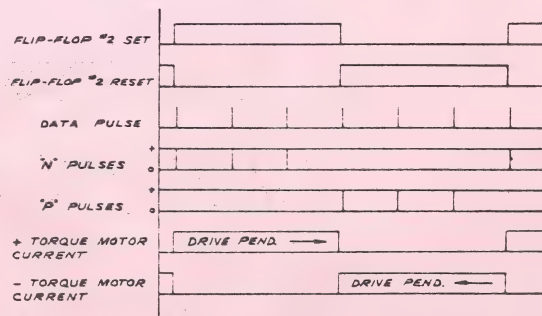 FLIP-FLOP #2 SET
FLIP-FLOP #2 RESET
DATA PULSE
+
"N" PULSES
0
+
"P" PULSES
0
+ TORQUE MOTOR
CURRENT
DRIVE PEND. →
- TORQUE MOTOR
CURRENT
DRIVE PEND. ←